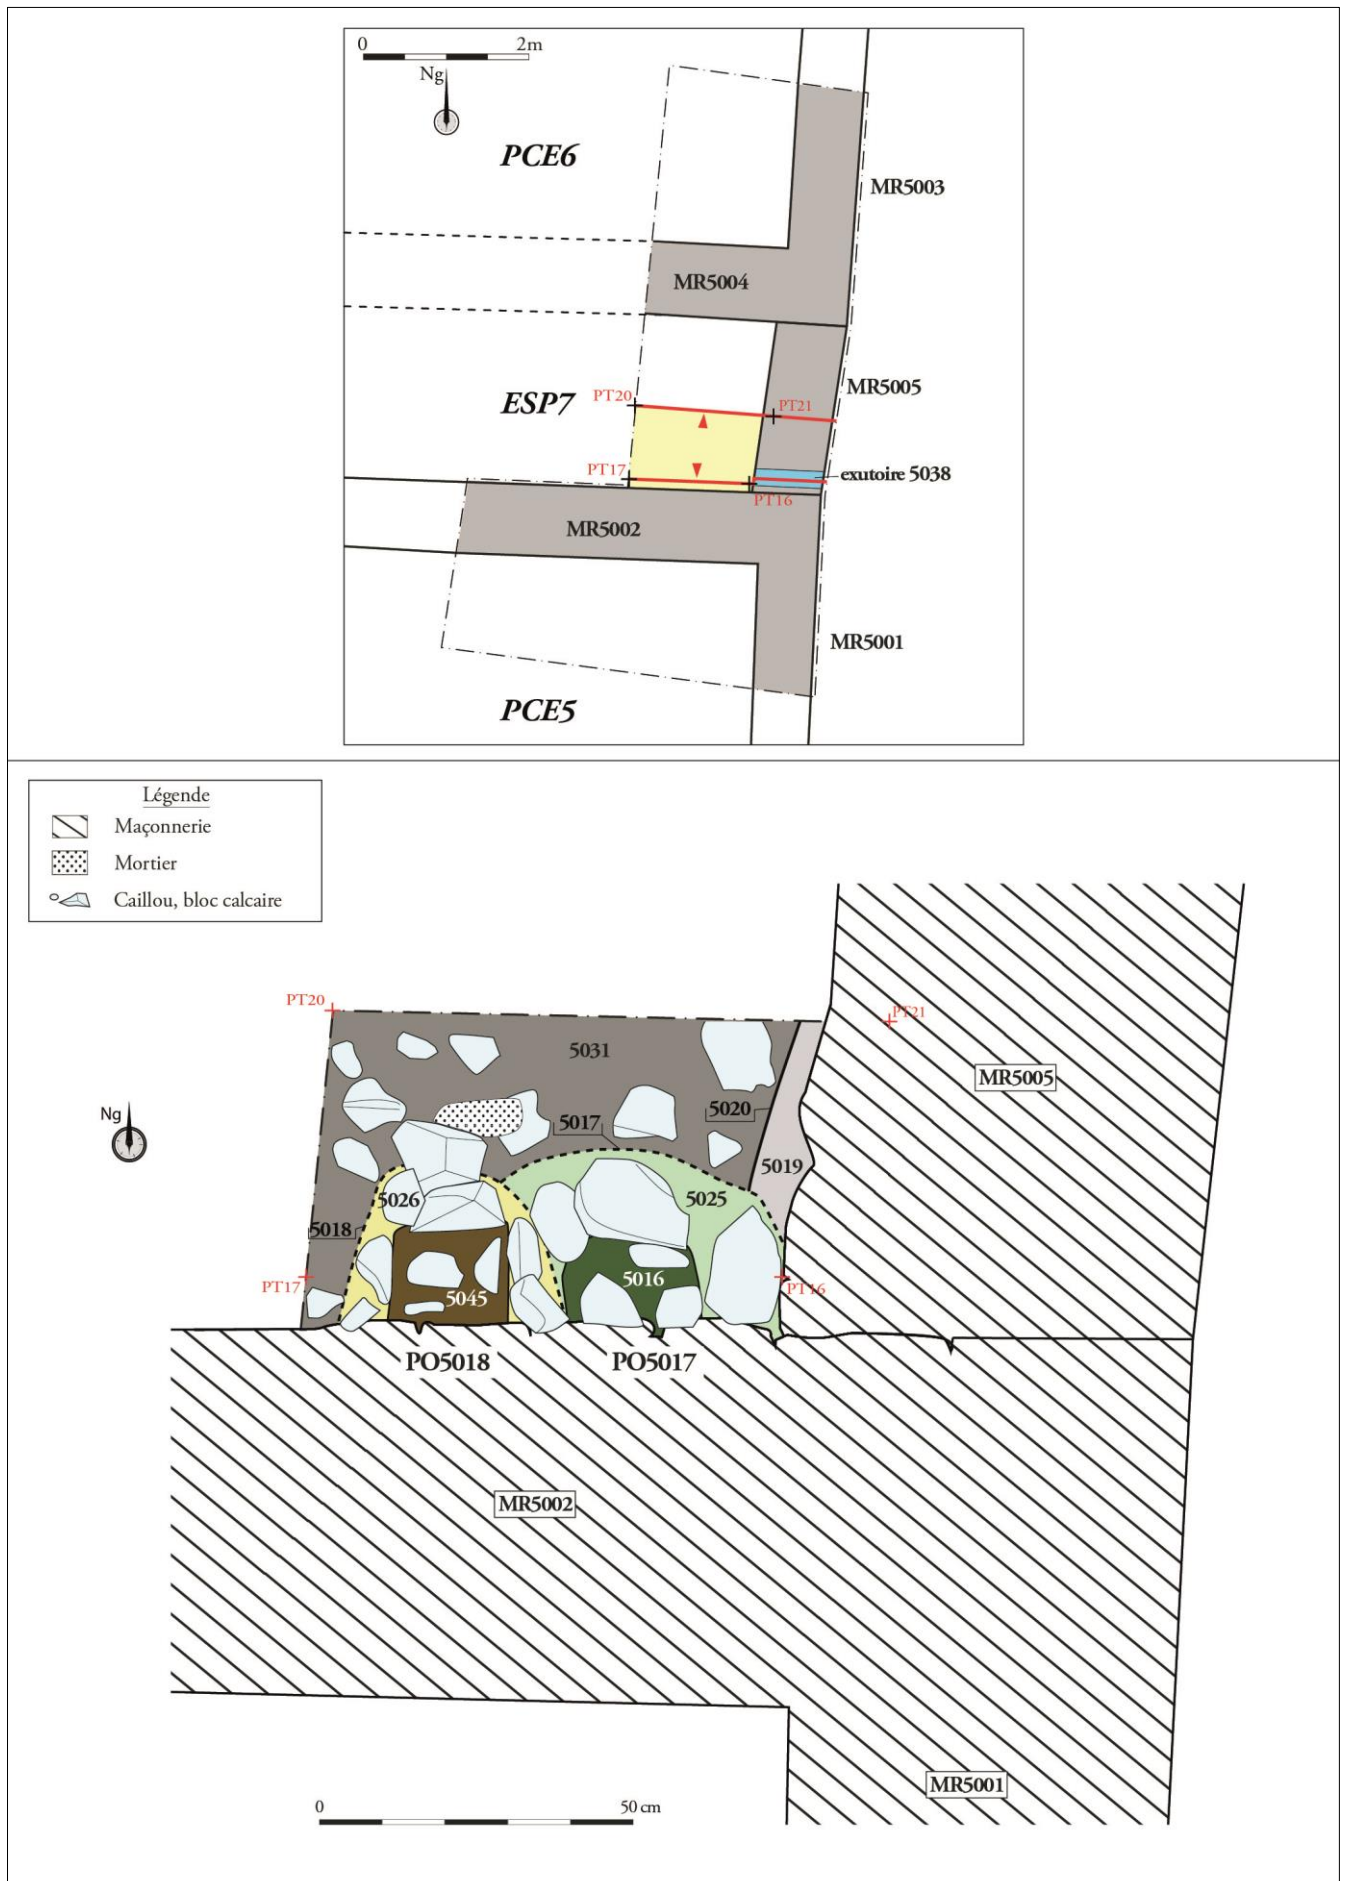 0 2m
Ng
PCE6
MR5003
MR5004
MR5005
ESP7
PT20
PT21
PT17
exutoire 5038
PT16
MR5002
MR5001
PCE5
Légende
Maçonnerie
Mortier
Caillou, bloc calcaire
PT20
PT21
5031
MR5005
Ng
5020
5017
5019
5026
5025
5018
PT17
5016
PT16
5045
PO5018
PO5017
MR5002
MR5001
0 50 cm